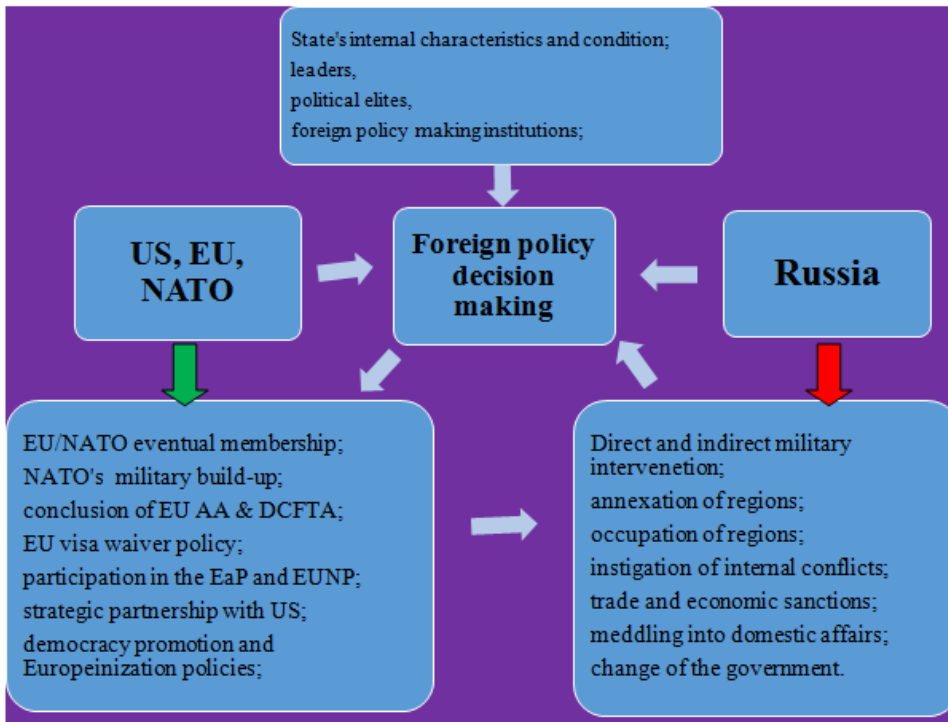 State's internal characteristics and condition;
leaders,
political elites,
foreign policy making institutions;
US, EU,
NATO
Foreign policy
decision
making
Russia
EU/NATO eventual membership;
NATO's military build-up;
conclusion of EU AA & DCFTA;
EU visa waiver policy;
participation in the EaP and EUNP;
strategic partnership with US;
democracy promotion and
Europeinization policies;
Direct and indirect military
intervenetion;
annexation of regions;
occupation of regions;
instigation of internal conflicts;
trade and economic sanctions;
meddling into domestic affairs;
change of the government.